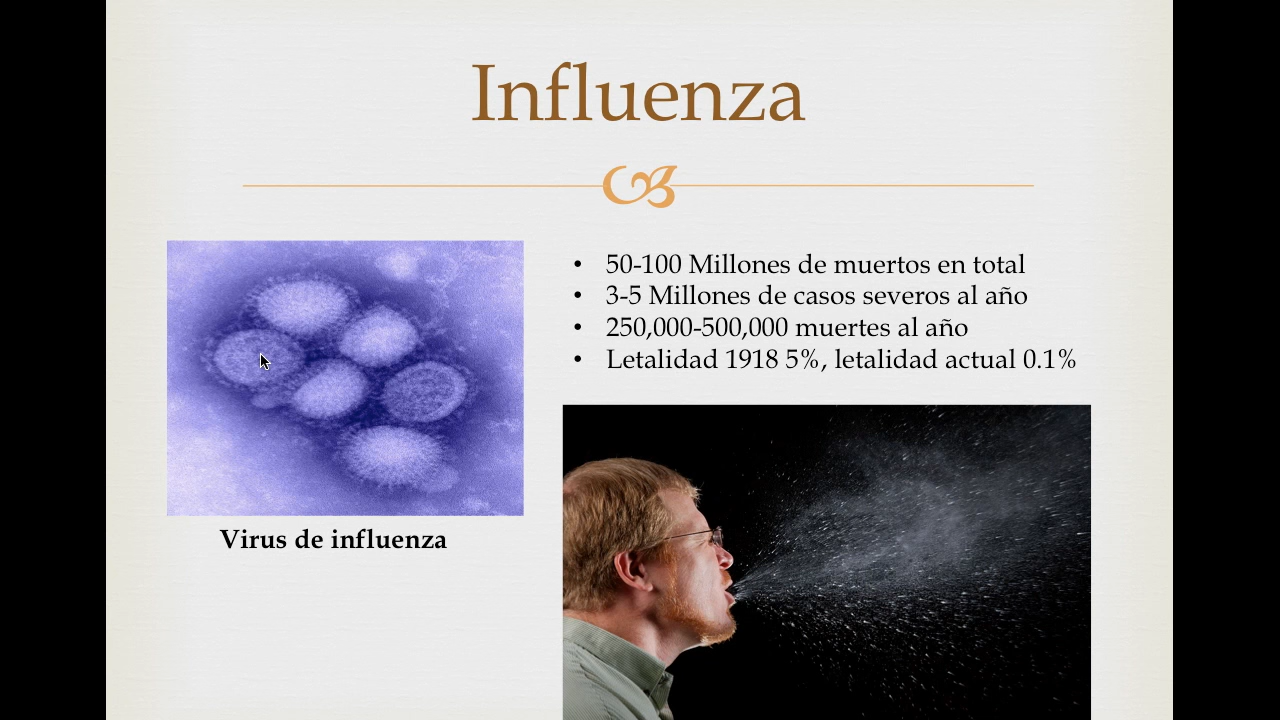 Influenza
• 50-100 Millones de muertos en total
• 3-5 Millones de casos severos al año
• 250,000-500,000 muertes al año
• Letalidad 1918 5%, letalidad actual 0.1%
Virus de influenza